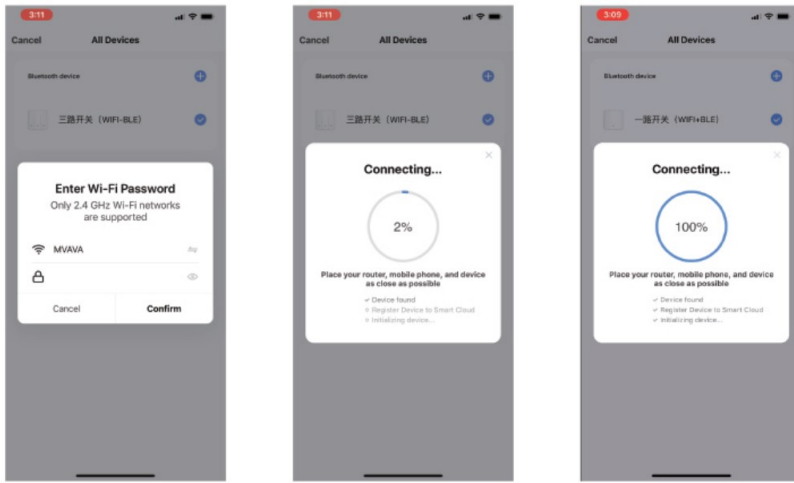 3:11
Cancel
All Devices
Bluetooth device
三路开关（WIFI-BLE）
Enter Wi-Fi Password
Only 2.4 GHz Wi-Fi networks
are supported
MVAVA
Cancel
Confirm
3:11
Cancel
All Devices
Bluetooth device
三路开关（WIFI-BLE）
Connecting...
2%
Place your router, mobile phone, and device
as close as possible
Device found
Register Device to Smart Cloud
Initializing device...
3:09
Cancel
All Devices
Bluetooth device
一路开关（WIFI+BLE）
Connecting...
100%
Place your router, mobile phone, and device
as close as possible
Device found
Register Device to Smart Cloud
Initializing device...